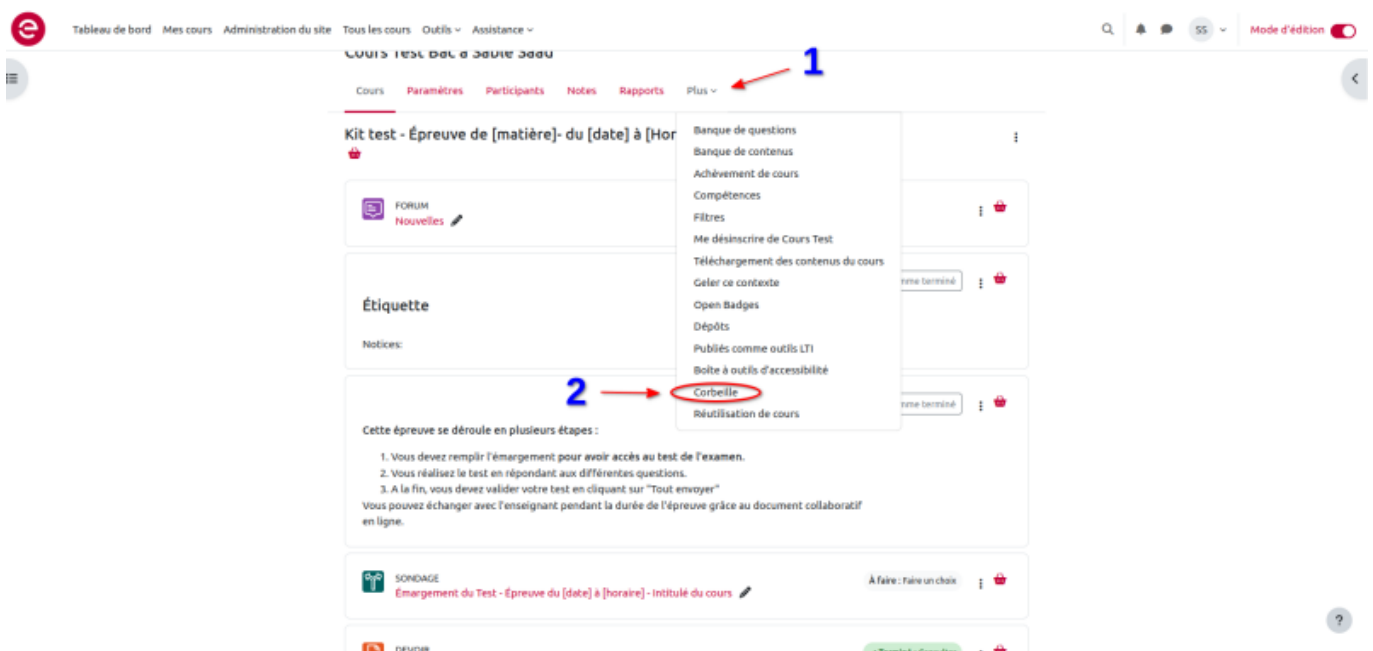 Tableau de bord Mes cours Administration du site Tous les cours Outils Assistance SS Mode d'édition
Cours Test Bac à Sable Saad
1
Cours Paramètres Participants Notes Rapports Plus
Kit test - Épreuve de [matière]- du [date] à [Hor
Banque de questions
Banque de contenus
Achèvement de cours
Compétences
Filtres
Me désinscrire de Cours Test
Téléchargement des contenus du cours
Geler ce contexte
Open Badges
Dépôts
Publiés comme outils LTI
Boîte à outils d'accessibilité
2
Corbeille
Réutilisation de cours
FORUM
Nouvelles
mme terminé
Étiquette
Notices:
mme terminé
Cette épreuve se déroule en plusieurs étapes :
1. Vous devez remplir l'émargement pour avoir accès au test de l'examen.
2. Vous réalisez le test en répondant aux différentes questions.
3. A la fin, vous devez valider votre test en cliquant sur "Tout envoyer"
Vous pouvez échanger avec l'enseignant pendant la durée de l'épreuve grâce au document collaboratif
en ligne.
SONDAGE
À faire : Faire un choix
Émargement du Test - Épreuve du [date] à [horaire] - Intitulé du cours
?
DEVOIR